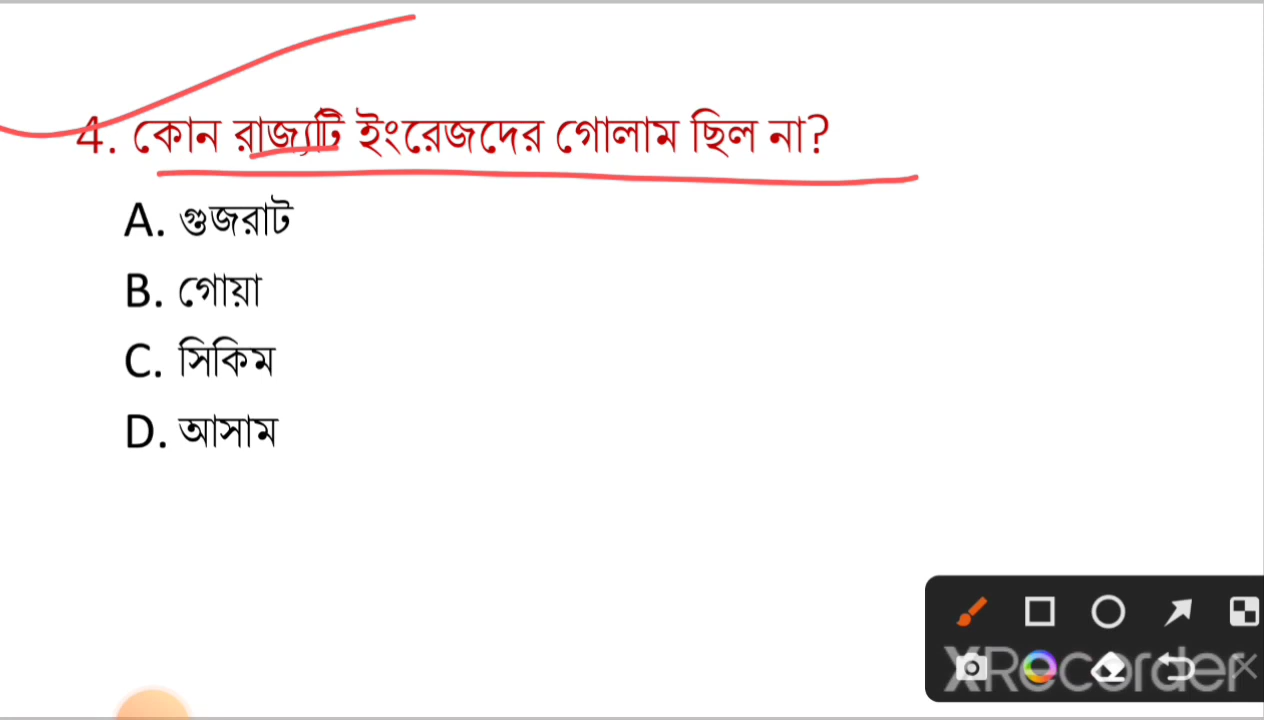 4. কোন রাজ্যটি ইংরেজদের গোলাম ছিল না?
A. গুজরাট
B. গোয়া
C. সিকিম
D. আসাম
XRecorder